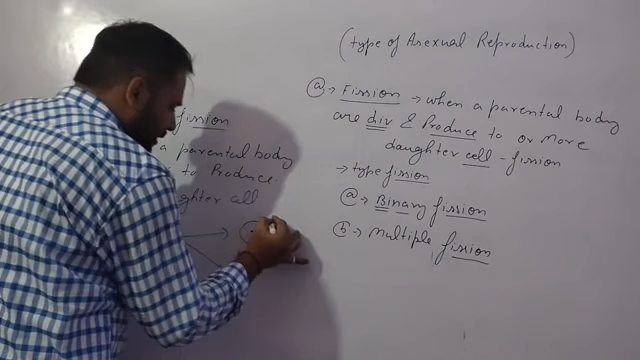 fission
a parental body
to Produce
ghter cell
(type of Asexual Reproduction)
(a) → Fission → when a parental body
are div & Produce to or more
daughter cell - fission
→ type fission
(a) → Binary fission
(b) → multiple fission